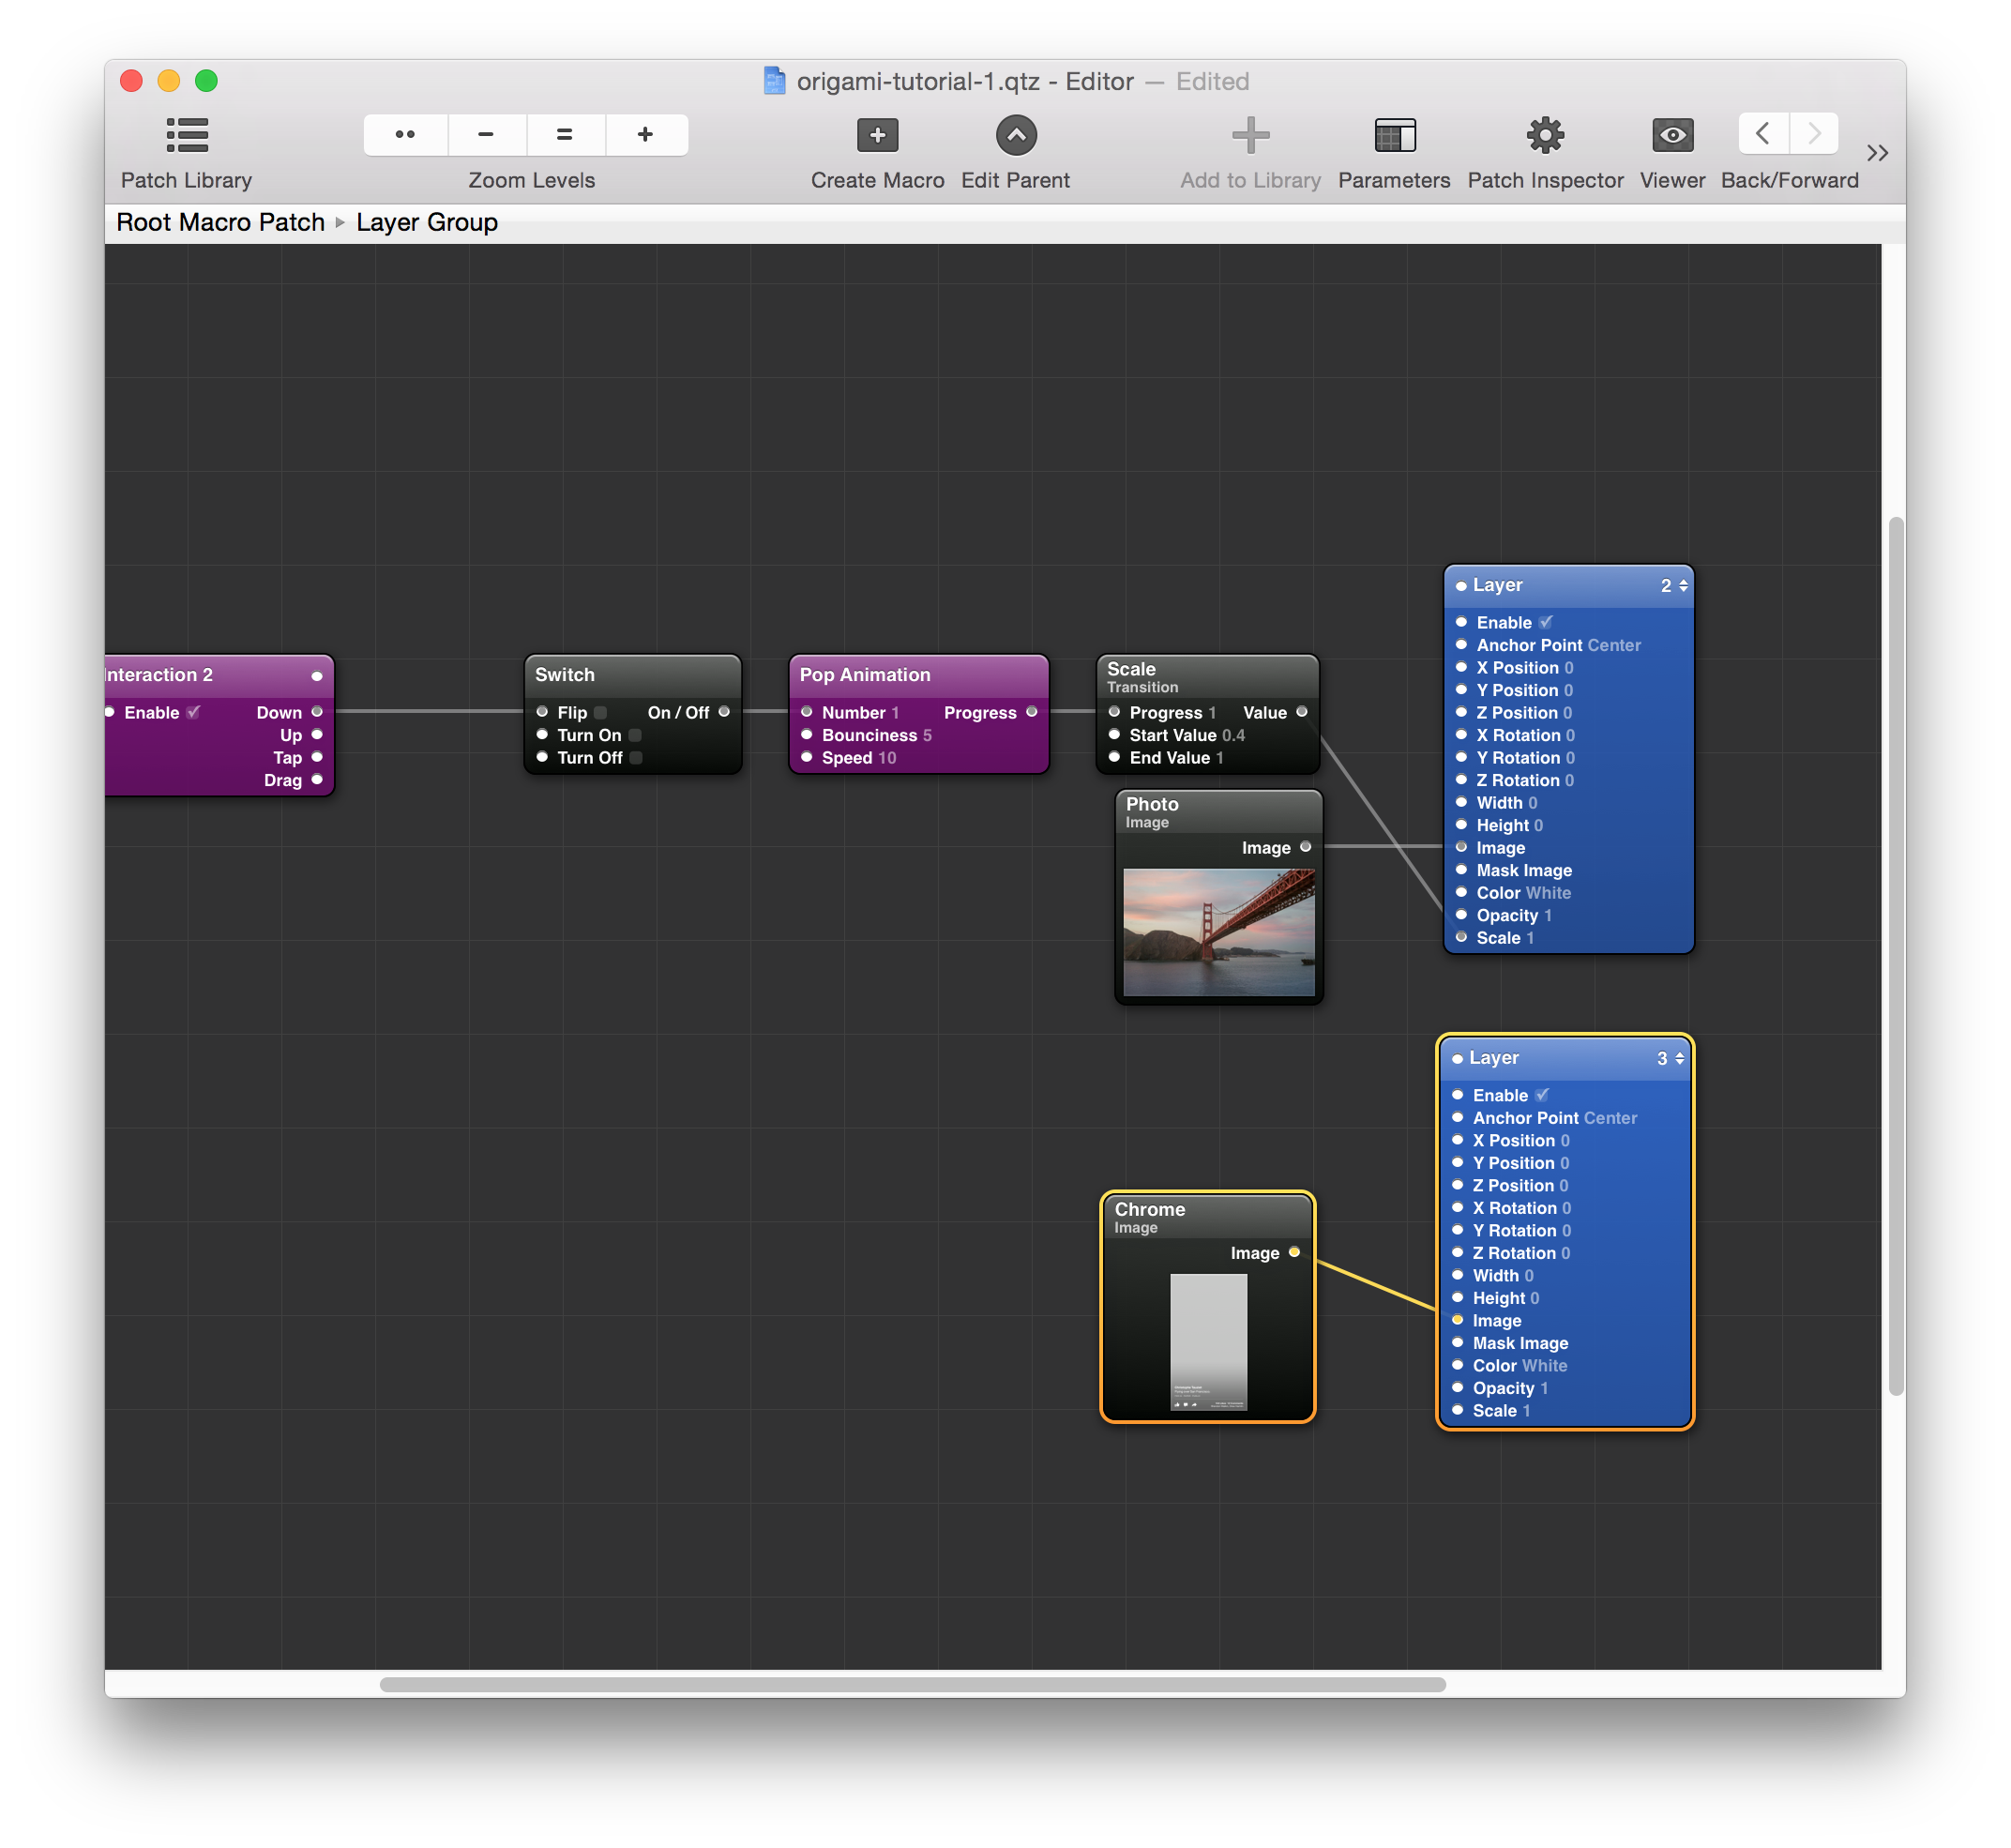 origami-tutorial-1.qtz - Editor — Edited
Patch Library
Zoom Levels
Create Macro
Edit Parent
Add to Library
Parameters
Patch Inspector
Viewer
Back/Forward
Root Macro Patch ▸ Layer Group
nteraction 2
Enable ✓ Down
Up
Tap
Drag
Switch
Flip On / Off
Turn On
Turn Off
Pop Animation
Number 1 Progress
Bounciness 5
Speed 10
Scale
Transition
Progress 1 Value
Start Value 0.4
End Value 1
Photo
Image
Image
Layer 2
Enable ✓
Anchor Point Center
X Position 0
Y Position 0
Z Position 0
X Rotation 0
Y Rotation 0
Z Rotation 0
Width 0
Height 0
Image
Mask Image
Color White
Opacity 1
Scale 1
Chrome
Image
Image
Layer 3
Enable ✓
Anchor Point Center
X Position 0
Y Position 0
Z Position 0
X Rotation 0
Y Rotation 0
Z Rotation 0
Width 0
Height 0
Image
Mask Image
Color White
Opacity 1
Scale 1